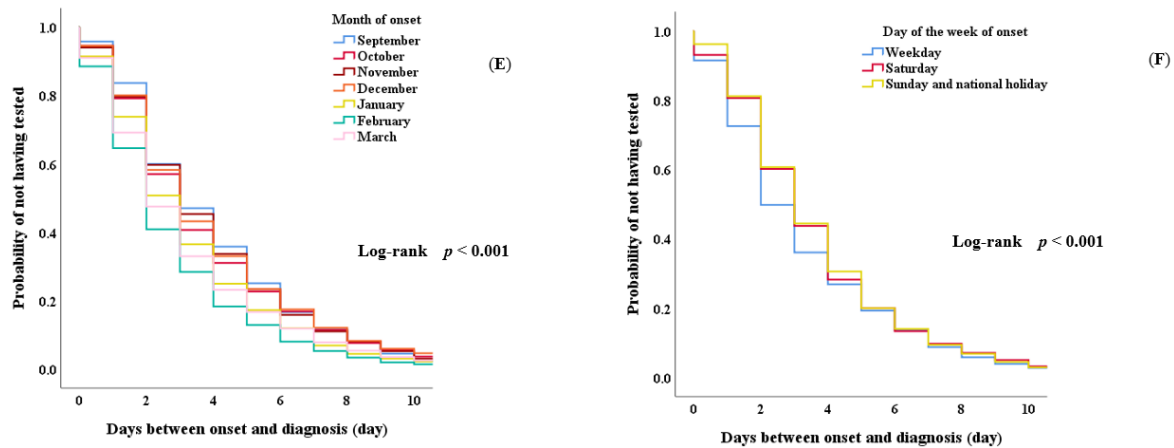 Month of onset
September
October
November
December
January
February
March
(E)
Log-rank p < 0.001
Probability of not having tested
1.0
0.8
0.6
0.4
0.2
0.0
0 2 4 6 8 10
Days between onset and diagnosis (day)
Day of the week of onset
Weekday
Saturday
Sunday and national holiday
(F)
Log-rank p < 0.001
Probability of not having tested
1.0
0.8
0.6
0.4
0.2
0.0
0 2 4 6 8 10
Days between onset and diagnosis (day)